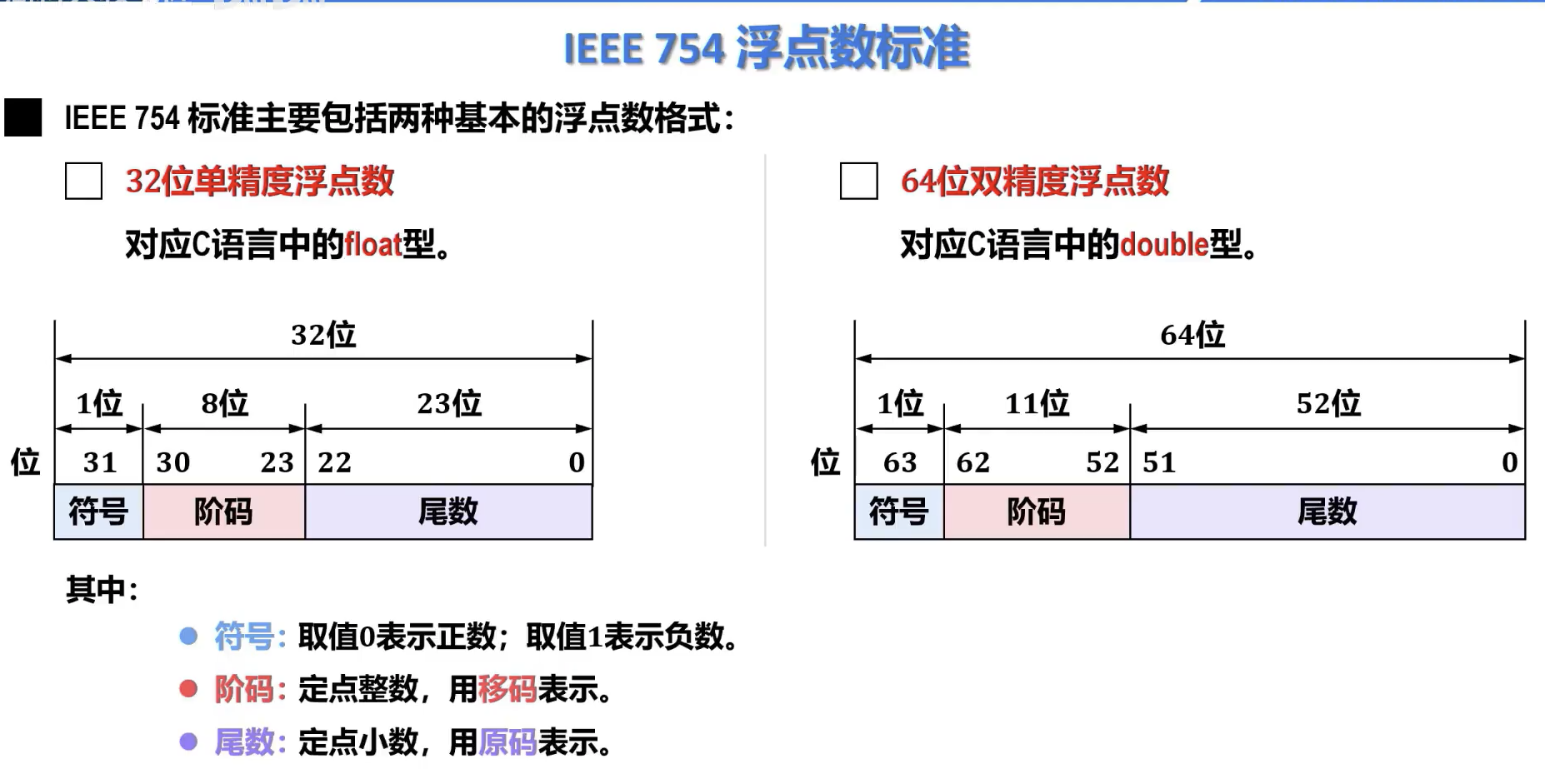 IEEE 754 浮点数标准
IEEE 754 标准主要包括两种基本的浮点数格式：
32位单精度浮点数
对应C语言中的float型。
64位双精度浮点数
对应C语言中的double型。
32位
1位 8位 23位
位 31 30 23 22 0
符号 阶码 尾数
64位
1位 11位 52位
位 63 62 52 51 0
符号 阶码 尾数
其中：
符号：取值0表示正数；取值1表示负数。
阶码：定点整数，用移码表示。
尾数：定点小数，用原码表示。